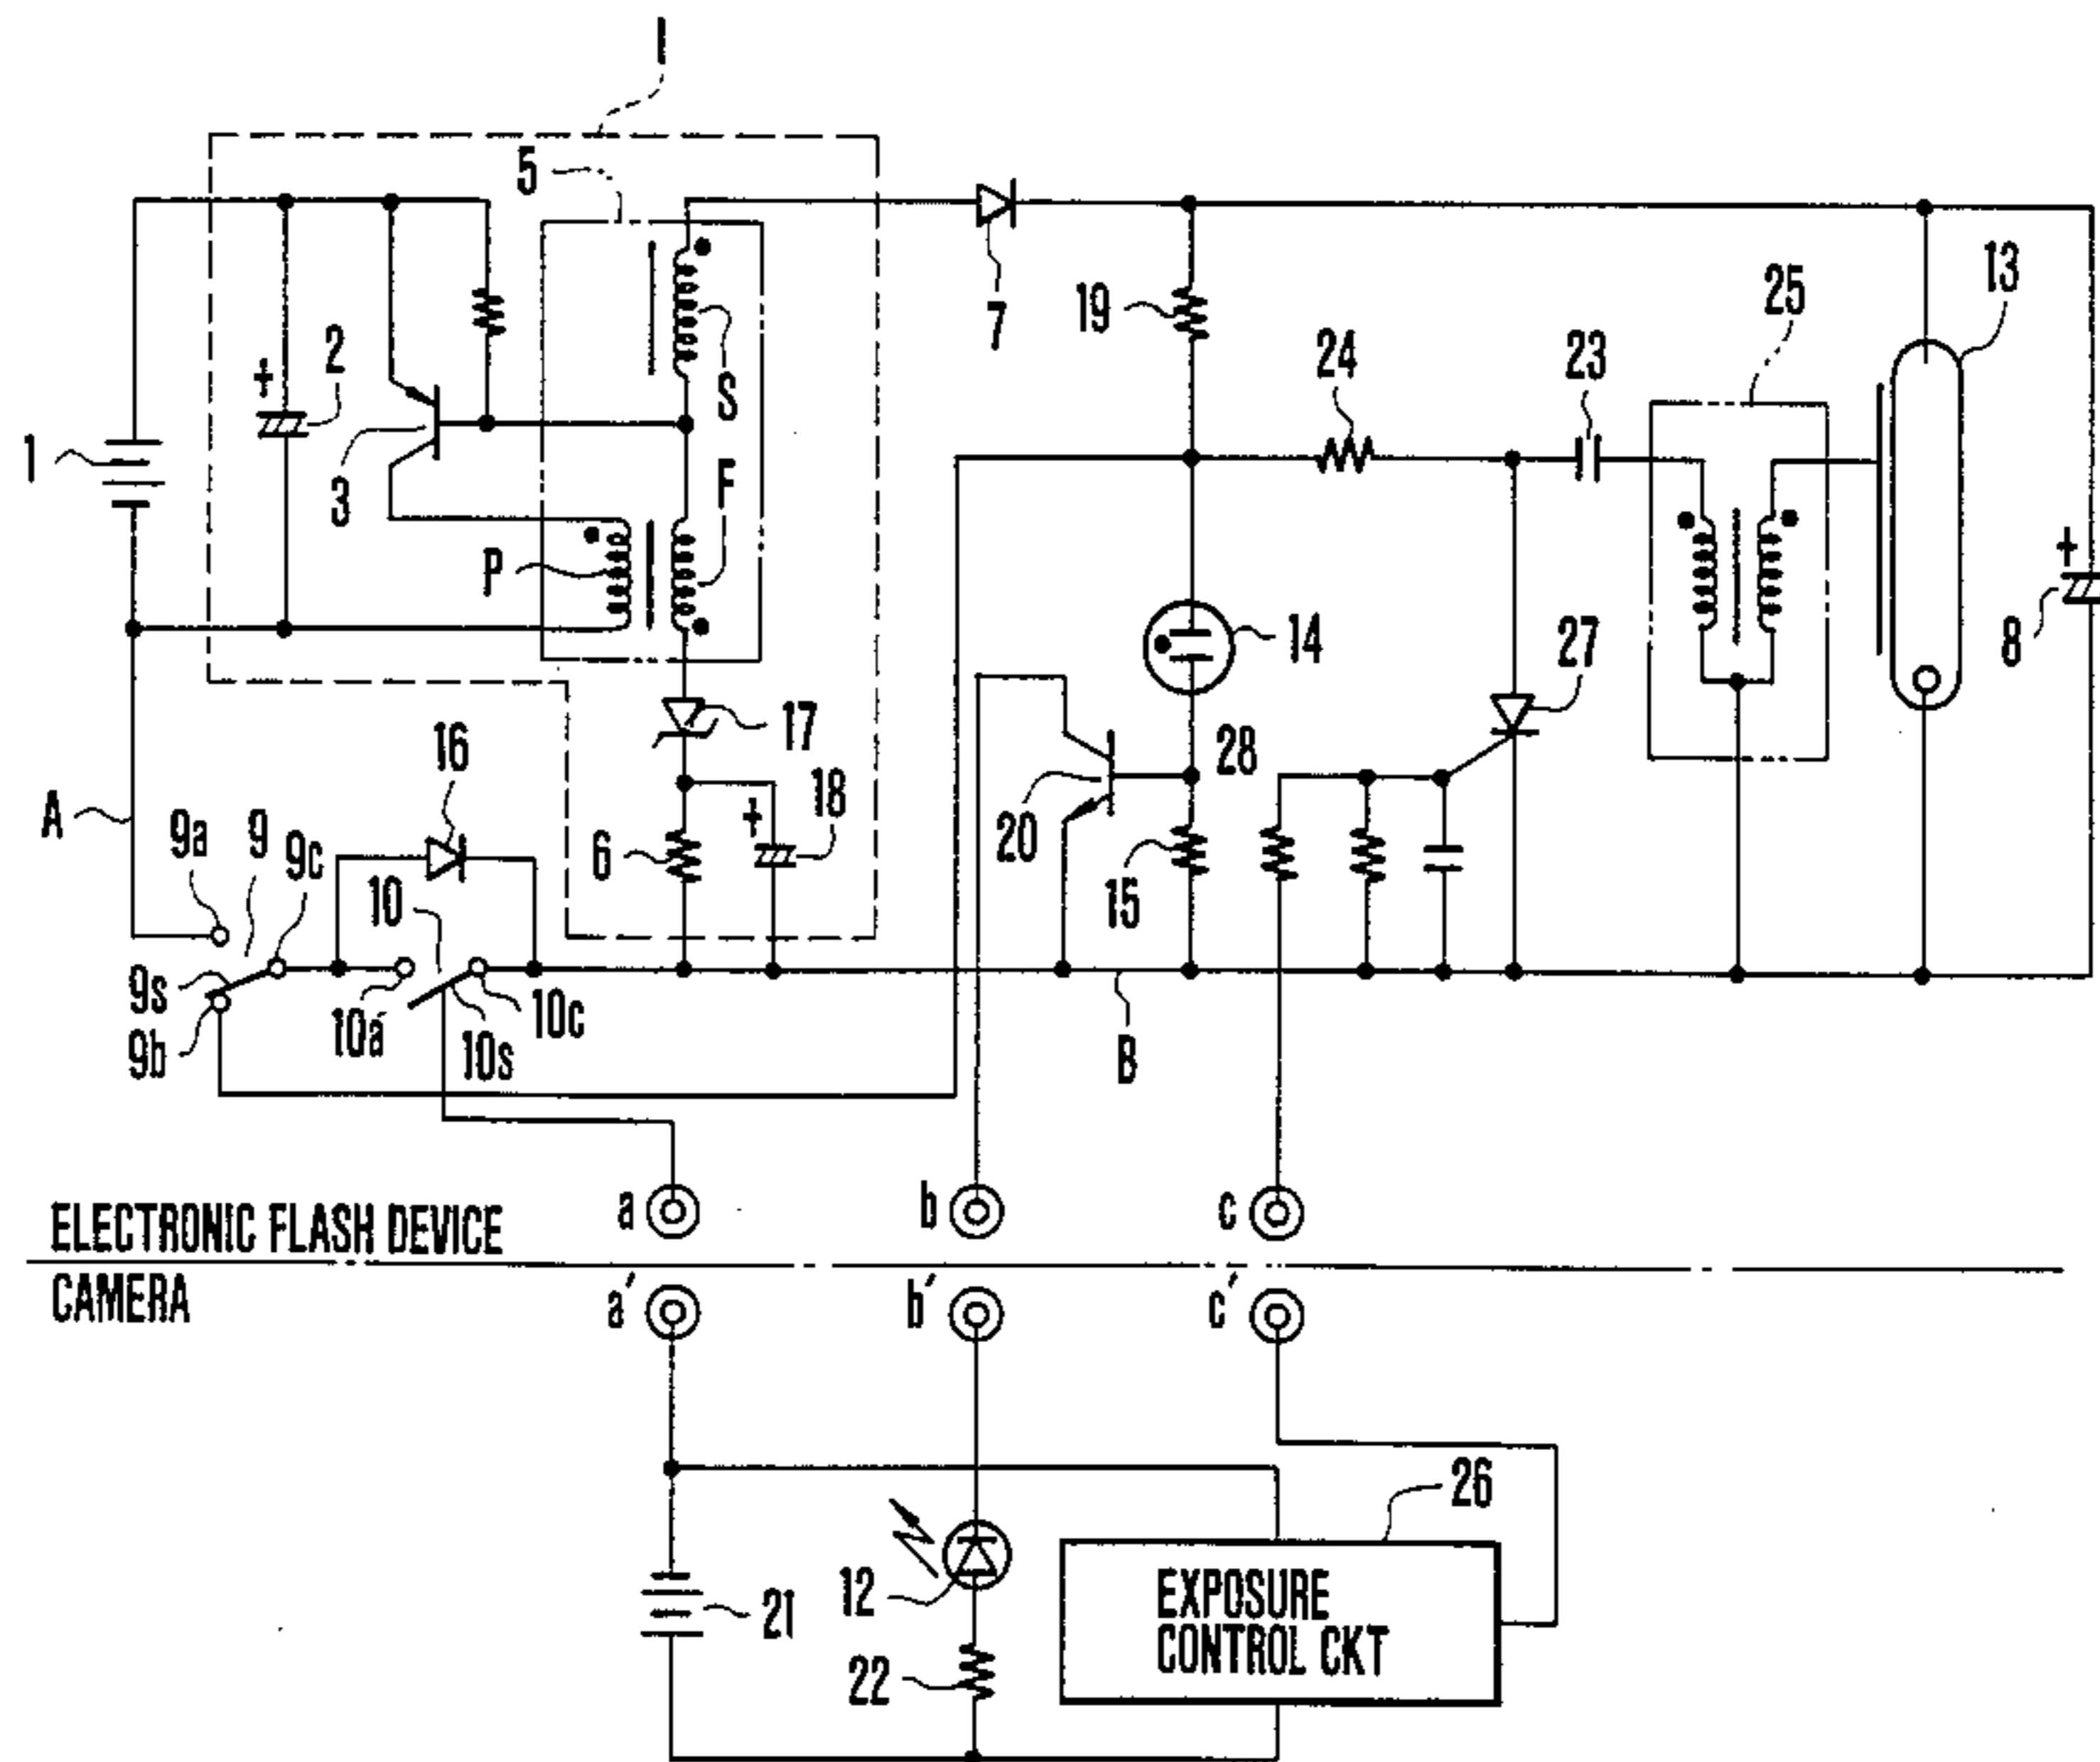 I
5
S
2
+
1
3
F
P
7
19
24
23
25
13
+
8
14
27
28
17
16
A
9a
9
9c
10
6
+
18
20
15
9s
9b
10a
10s
10c
B
a
b
c
ELECTRONIC FLASH DEVICE
CAMERA
a'
b'
c'
26
21
12
22
EXPOSURE
CONTROL CKT